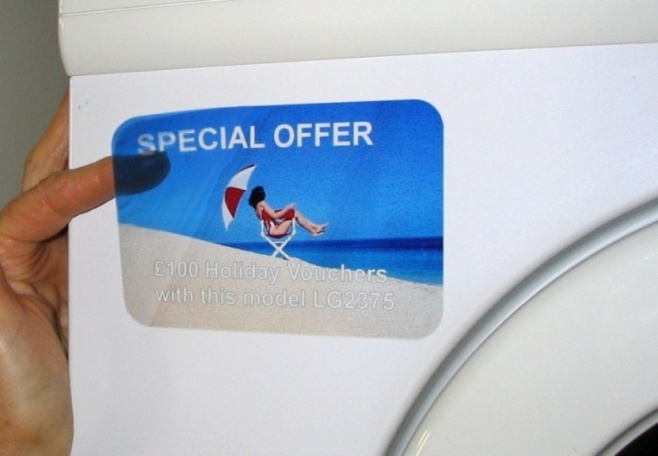 SPECIAL OFFER
£100 Holiday Vouchers
with this model LG2375